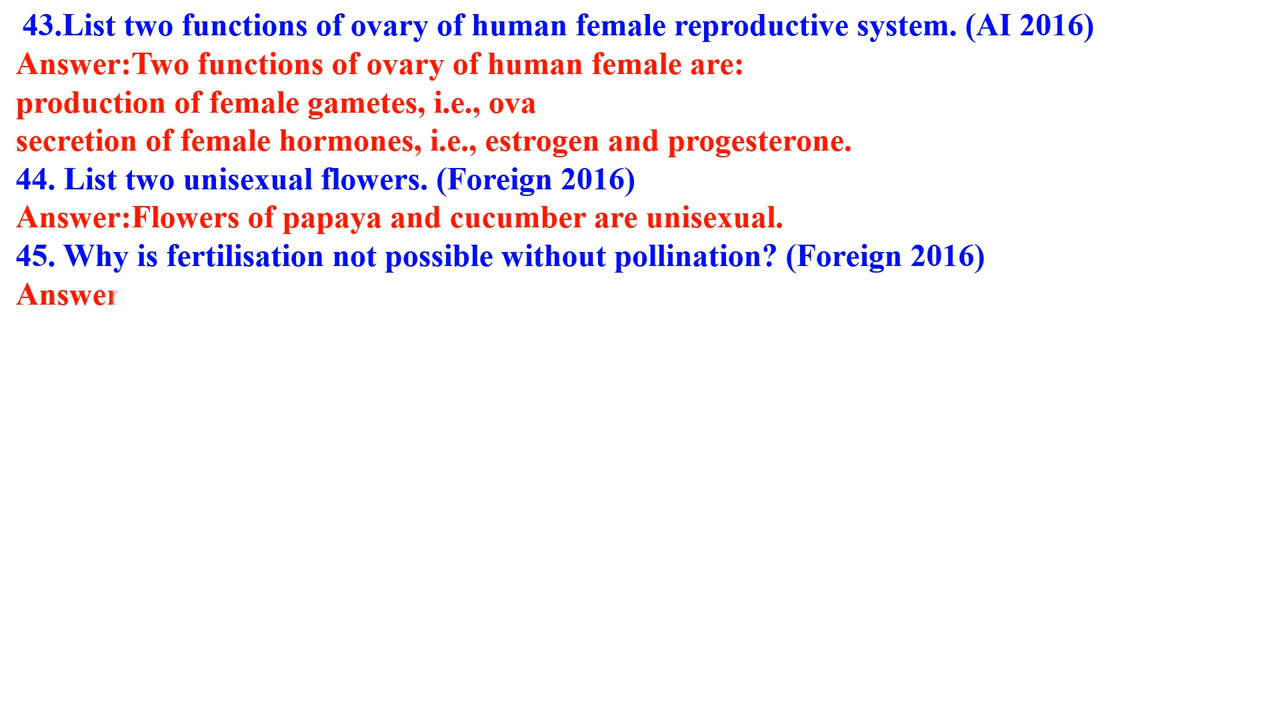 43.List two functions of ovary of human female reproductive system. (AI 2016)
Answer:Two functions of ovary of human female are:
production of female gametes, i.e., ova
secretion of female hormones, i.e., estrogen and progesterone.
44. List two unisexual flowers. (Foreign 2016)
Answer:Flowers of papaya and cucumber are unisexual.
45. Why is fertilisation not possible without pollination? (Foreign 2016)
Answer